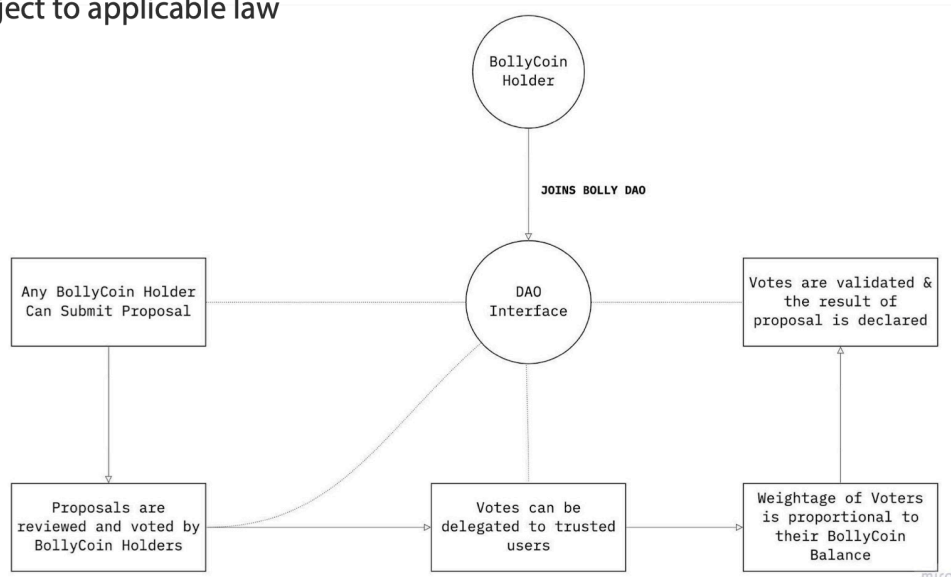 ject to applicable law
BollyCoin
Holder
JOINS BOLLY DAO
Any BollyCoin Holder
Can Submit Proposal
DAO
Interface
Votes are validated &
the result of
proposal is declared
Proposals are
reviewed and voted by
BollyCoin Holders
Votes can be
delegated to trusted
users
Weightage of Voters
is proportional to
their BollyCoin
Balance